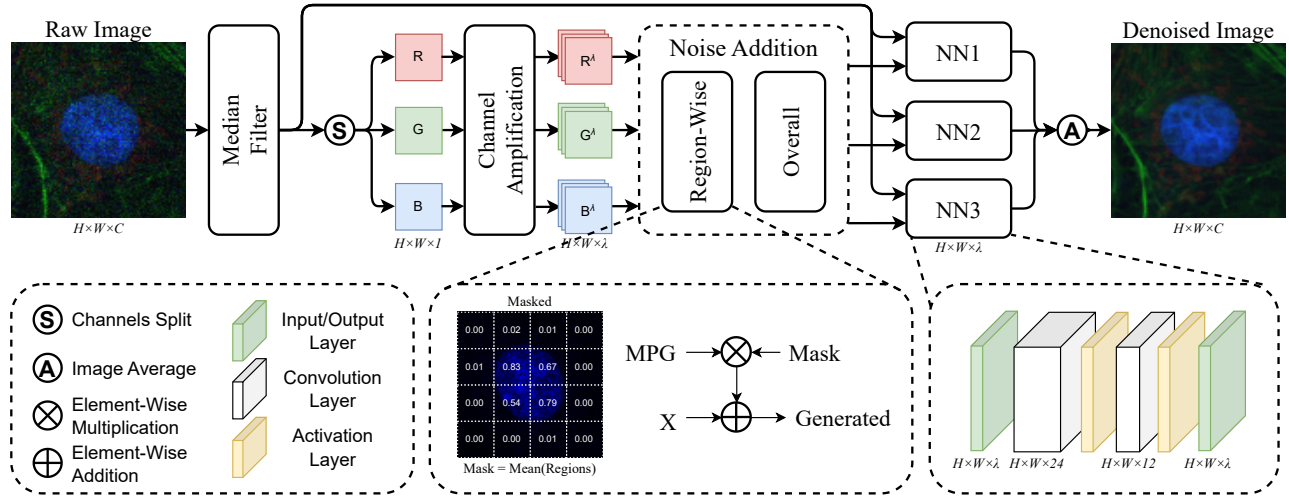 Raw Image
H×W×C
Median
Filter
S
R
G
B
H×W×1
Channel
Amplification
R^λ
G^λ
B^λ
H×W×λ
Noise Addition
Region-Wise
Overall
NN1
NN2
NN3
H×W×λ
A
Denoised Image
H×W×C
S Channels Split
A Image Average
Element-Wise
Multiplication
Element-Wise
Addition
Input/Output
Layer
Convolution
Layer
Activation
Layer
Masked
0.00 0.02 0.01 0.00
0.01 0.83 0.67 0.00
0.00 0.54 0.79 0.00
0.00 0.00 0.01 0.00
Mask = Mean(Regions)
MPG Mask
X Generated
H×W×λ H×W×24 H×W×12 H×W×λ